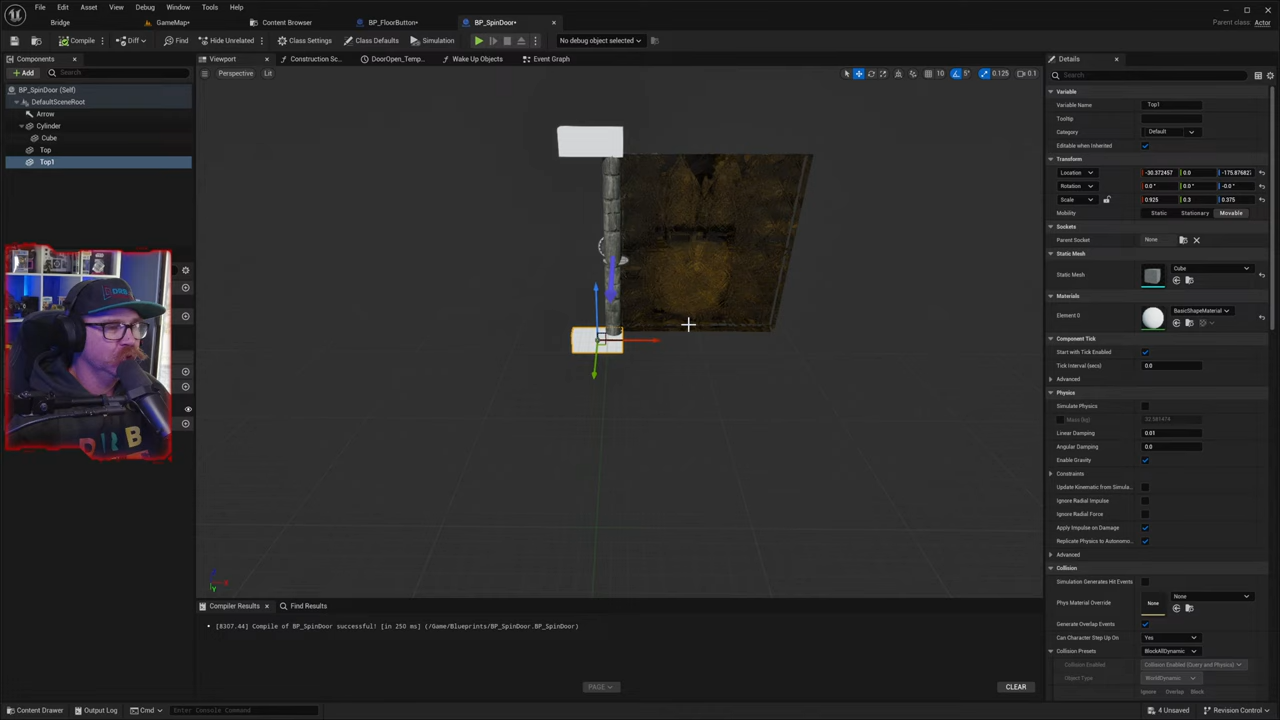 File Edit Asset View Debug Window Tools Help
Parent class: Actor
Bridge GameMap• Content Browser BP_FloorButton• BP_SpinDoor•
Compile Diff Find Hide Unrelated Class Settings Class Defaults Simulation No debug object selected
Components
Viewport Construction Sc... DoorOpen_Temp... Wake Up Objects Event Graph
Details
Add Search
Perspective Lit
10 5° 0.125 0.1
Search
BP_SpinDoor (Self)
DefaultSceneRoot
Arrow
Cylinder
Cube
Top
Top1
Variable
Variable Name Top1
Tooltip
Category Default
Editable when Inherited
Transform
Location -30.372457 0.0 -175.876827
Rotation 0.0 ° 0.0 ° -0.0 °
Scale 0.925 0.3 0.375
Mobility Static Stationary Movable
Sockets
Parent Socket None
Static Mesh
Static Mesh Cube
Materials
Element 0 BasicShapeMaterial
Component Tick
Start with Tick Enabled
Tick Interval (secs) 0.0
Advanced
Physics
Simulate Physics
Mass (kg)
Linear Damping 0.01
Angular Damping 0.0
Enable Gravity
Constraints
Update Kinematic from Simula...
Ignore Radial Impulse
Ignore Radial Force
Apply Impulse on Damage
Replicate Physics to Autonomo...
Advanced
Collision
Simulation Generates Hit Events
Phys Material Override None None
Generate Overlap Events
Can Character Step Up On Yes
Collision Presets BlockAllDynamic
Collision Enabled Collision Enabled (Query and Physics)
Object Type WorldDynamic
Ignore Overlap Block
Compiler Results Find Results
• [8307.44] Compile of BP_SpinDoor successful! [in 250 ms] (/Game/Blueprints/BP_SpinDoor.BP_SpinDoor)
PAGE CLEAR
Content Drawer Output Log Cmd Enter Console Command 4 Unsaved Revision Control